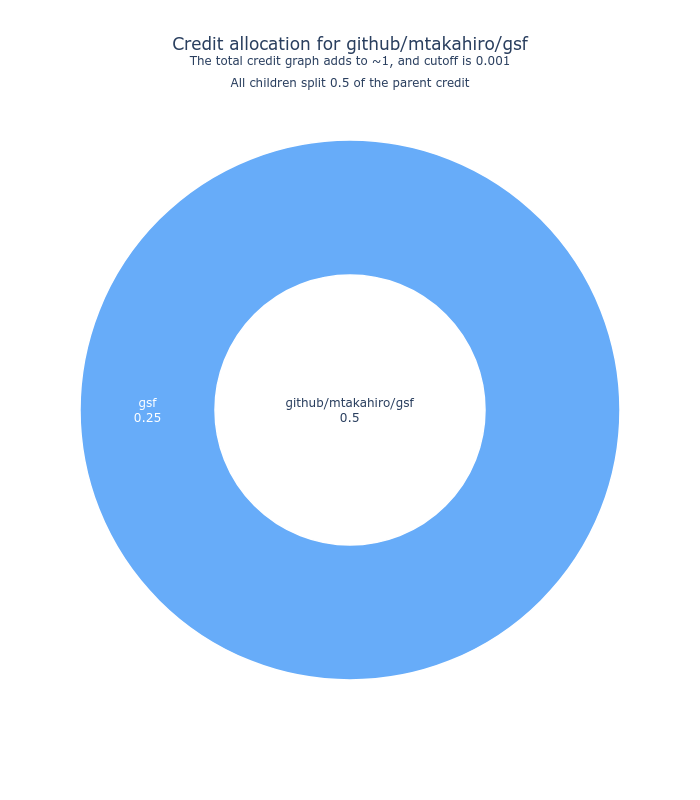 Credit allocation for github/mtakahiro/gsf
The total credit graph adds to ~1, and cutoff is 0.001
All children split 0.5 of the parent credit
gsf
0.25
github/mtakahiro/gsf
0.5